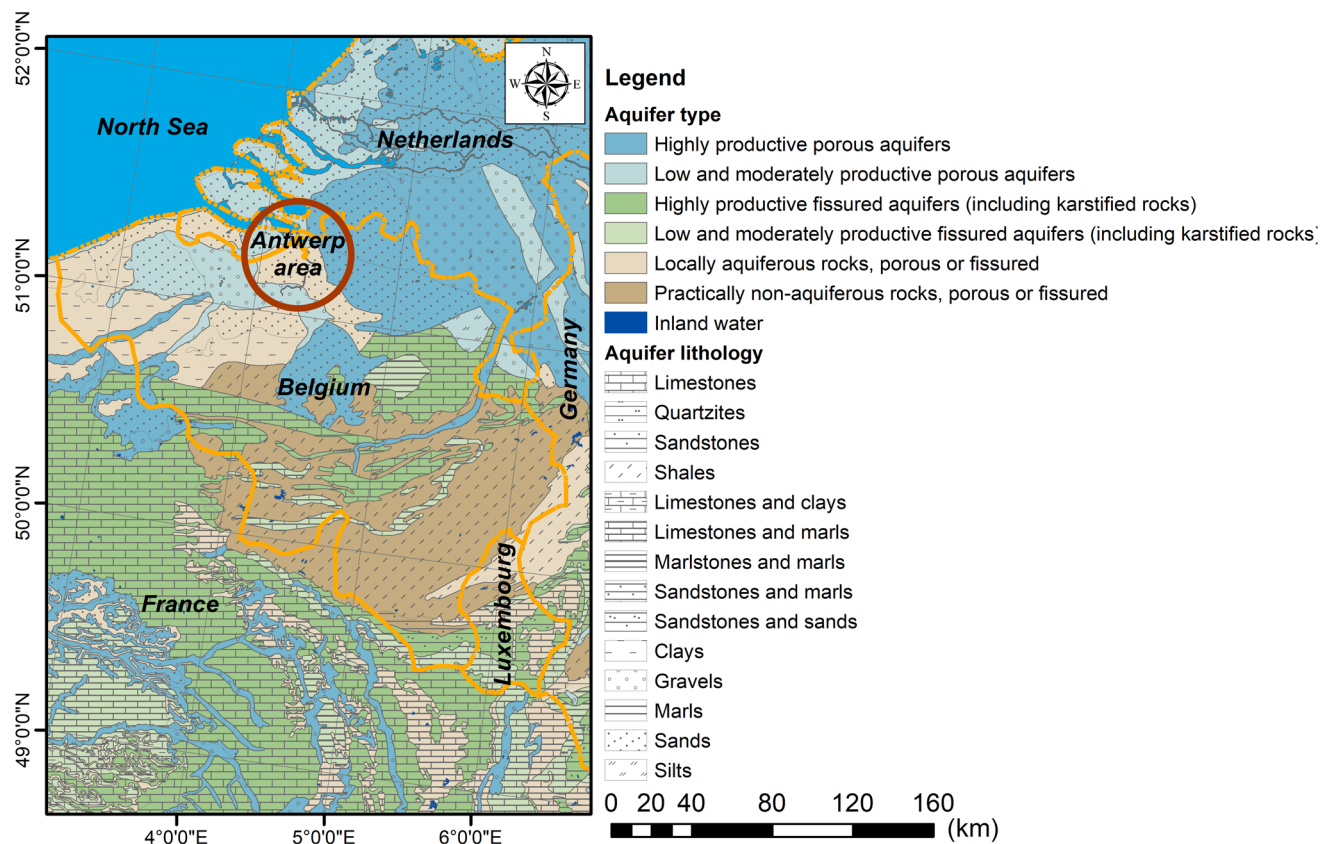 52°0'0"N
51°0'0"N
50°0'0"N
49°0'0"N
4°0'0"E
5°0'0"E
6°0'0"E
N
W
E
S
North Sea
Netherlands
Antwerp
area
Belgium
Germany
France
Luxembourg
Legend
Aquifer type
Highly productive porous aquifers
Low and moderately productive porous aquifers
Highly productive fissured aquifers (including karstified rocks)
Low and moderately productive fissured aquifers (including karstified rocks)
Locally aquiferous rocks, porous or fissured
Practically non-aquiferous rocks, porous or fissured
Inland water
Aquifer lithology
Limestones
Quartzites
Sandstones
Shales
Limestones and clays
Limestones and marls
Marlstones and marls
Sandstones and marls
Sandstones and sands
Clays
Gravels
Marls
Sands
Silts
0 20 40 80 120 160
(km)